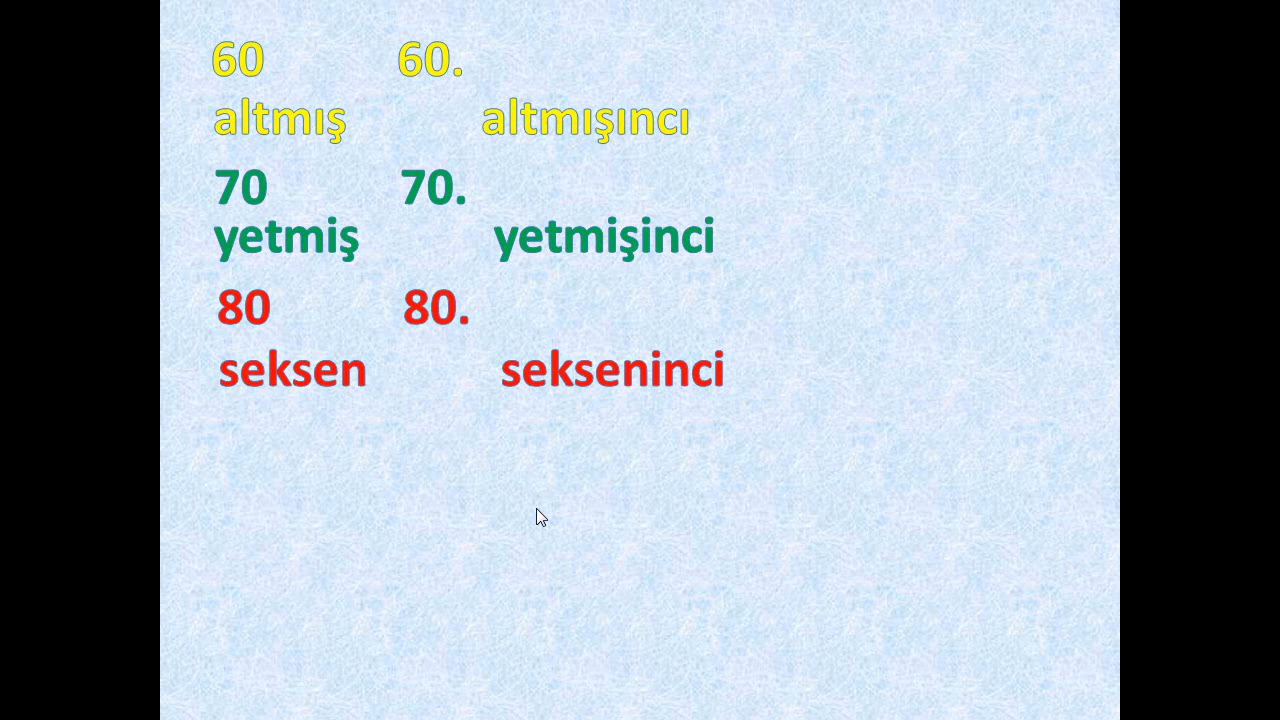 60 60.
altmış altmışıncı
70 70.
yetmiş yetmişinci
80 80.
seksen sekseninci